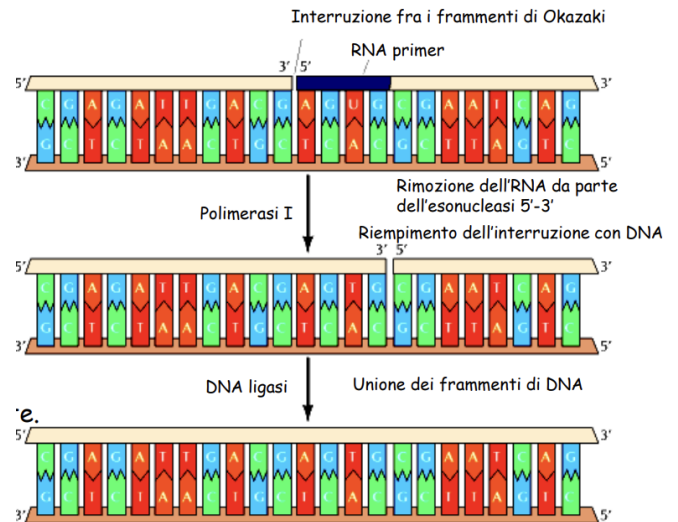 Interruzione fra i frammenti di Okazaki
RNA primer
3' 5'
5' 3'
C G A G A T T G A C G A G U G C G A A T C A G
G C T C T A A C T G C T C A C G C T T A G T C
3' 5'
Polimerasi I
Rimozione dell'RNA da parte
dell'esonucleasi 5'-3'
Riempimento dell'interruzione con DNA
3' 5'
5' 3'
C G A G A T T G A C G A G T G C G A A T C A G
G C T C T A A C T G C T C A C G C T T A G T C
3' 5'
DNA ligasi
Unione dei frammenti di DNA
te.
5' 3'
C G A G A T T G A C G A G T G C G A A T C A G
G C T C T A A C T G C T C A C G C T T A G T C
3' 5'